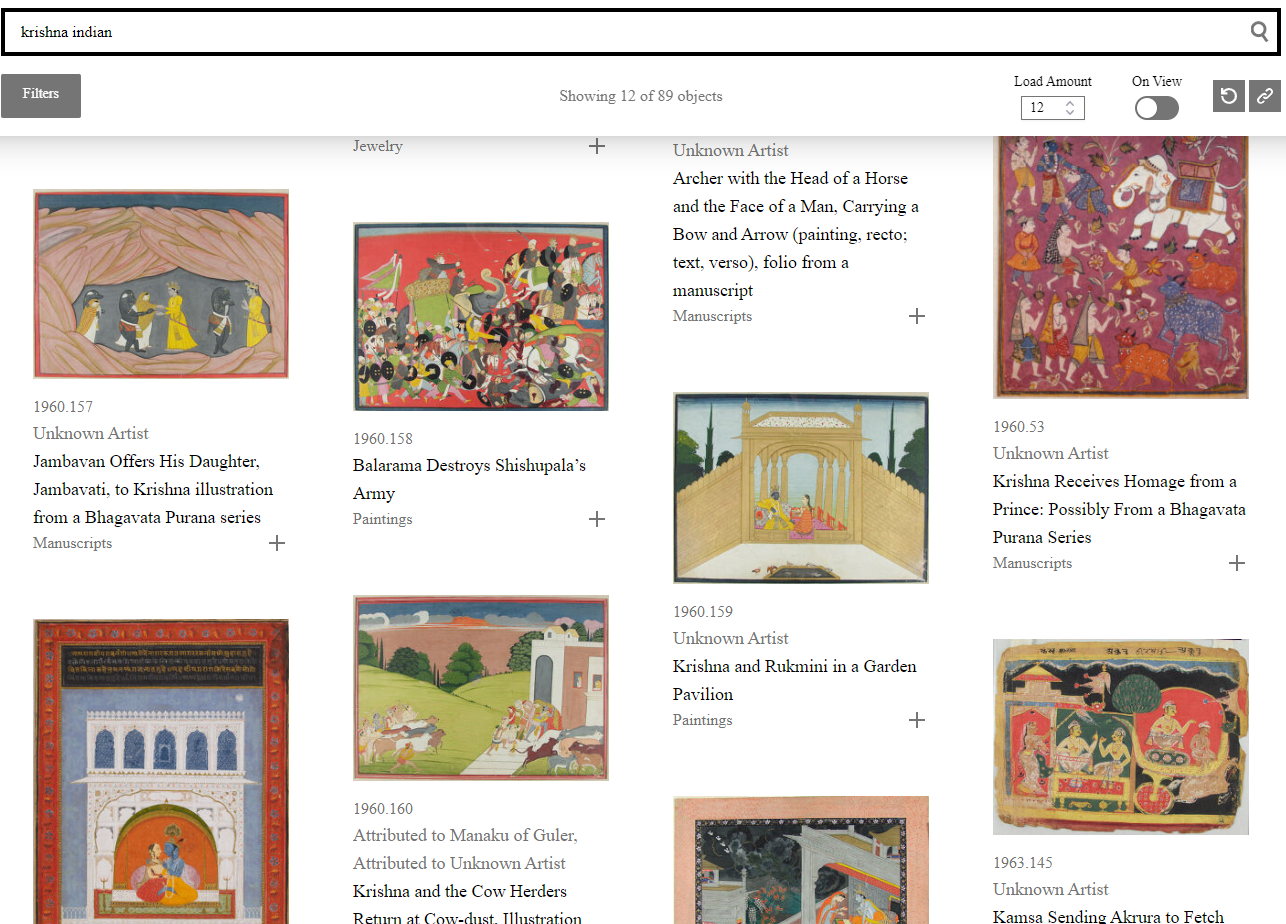 krishna indian
Filters
Showing 12 of 89 objects
Load Amount
12
On View
Jewelry
1960.157
Unknown Artist
Jambavan Offers His Daughter,
Jambavati, to Krishna illustration
from a Bhagavata Purana series
Manuscripts
1960.158
Balarama Destroys Shishupala’s
Army
Paintings
1960.160
Attributed to Manaku of Guler,
Attributed to Unknown Artist
Krishna and the Cow Herders
Return at Cow-dust, Illustration
Unknown Artist
Archer with the Head of a Horse
and the Face of a Man, Carrying a
Bow and Arrow (painting, recto;
text, verso), folio from a
manuscript
Manuscripts
1960.159
Unknown Artist
Krishna and Rukmini in a Garden
Pavilion
Paintings
1960.53
Unknown Artist
Krishna Receives Homage from a
Prince: Possibly From a Bhagavata
Purana Series
Manuscripts
1963.145
Unknown Artist
Kamsa Sending Akrura to Fetch